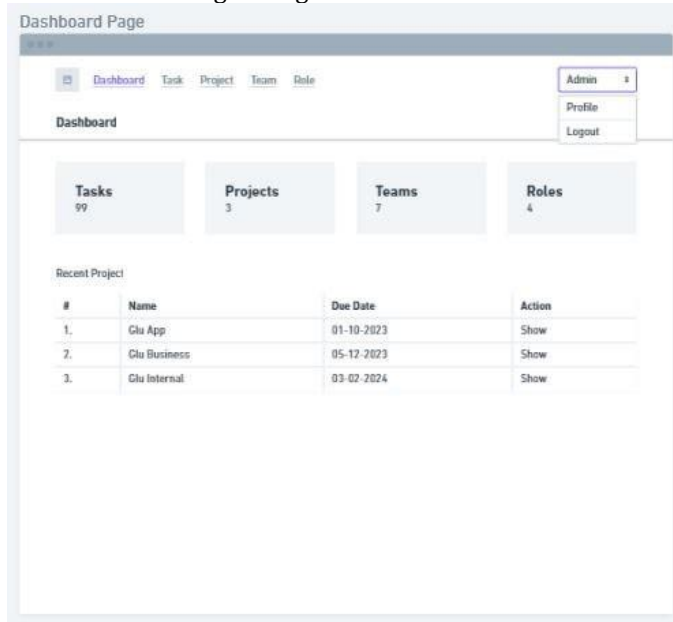 Dashboard Page
Dashboard Task Project Team Role Admin
Profile
Dashboard
Logout
Tasks Projects Teams Roles
99 3 7 4
Recent Project
# Name Due Date Action
1. Glu App 01-10-2023 Show
2. Glu Business 05-12-2023 Show
3. Glu Internal 03-02-2024 Show